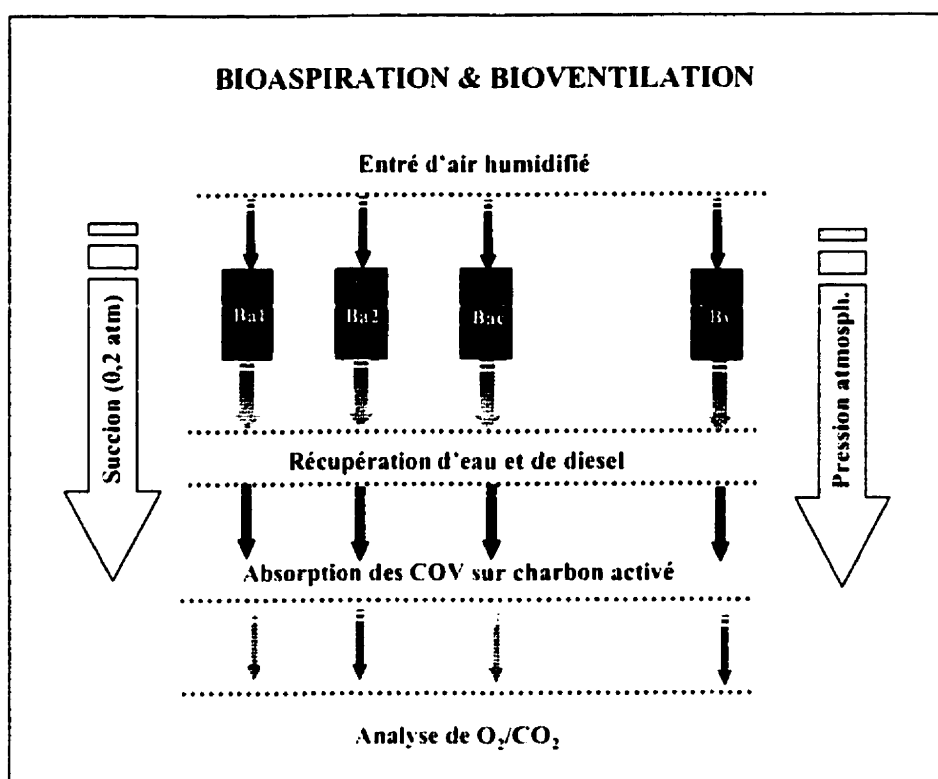 BIOASPIRATION & BIOVENTILATION
Entré d'air humidifié
Succion (0,2 atm)
Ba1 Ba2 Bac Bv
Pression atmosph.
Récupération d'eau et de diesel
Absorption des COV sur charbon activé
Analyse de O₂/CO₂